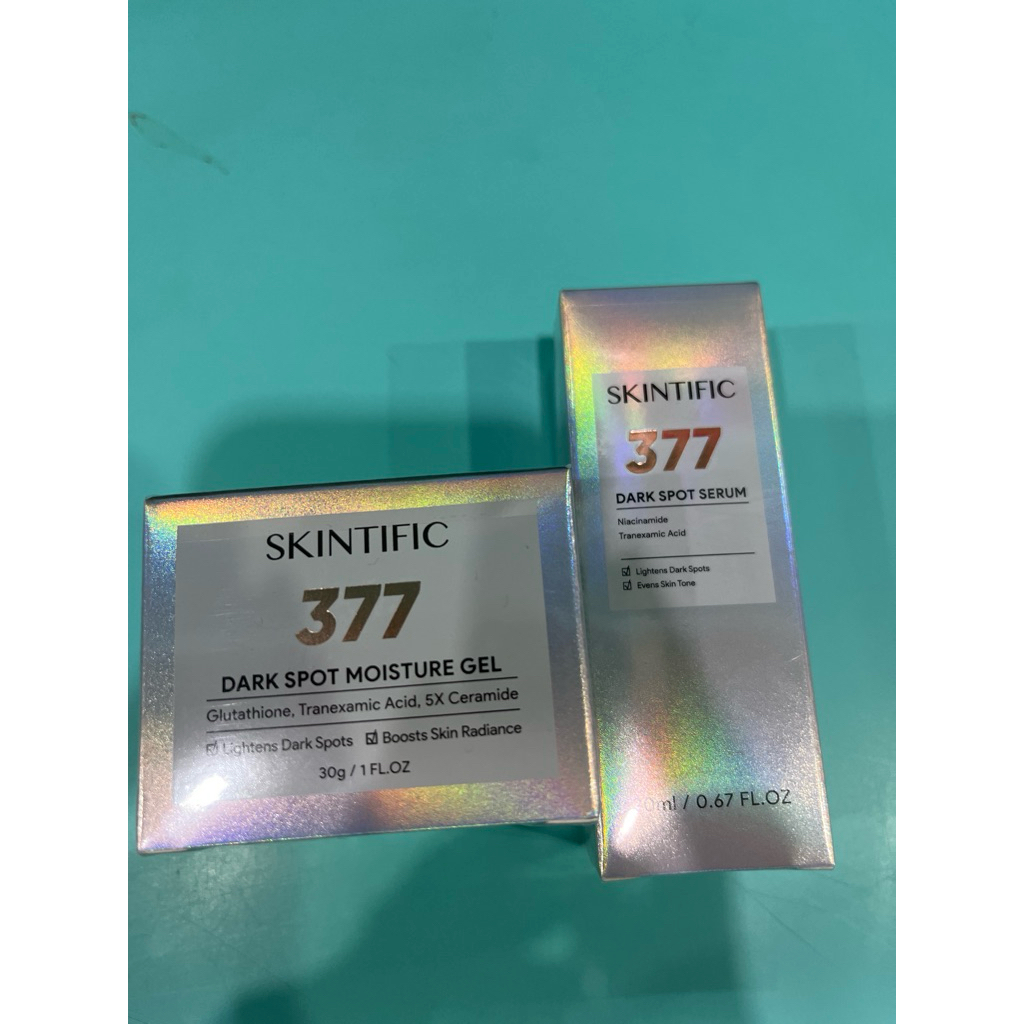 SKINTIFIC
377
DARK SPOT MOISTURE GEL
Glutathione, Tranexamic Acid, 5X Ceramide
Lightens Dark Spots Boosts Skin Radiance
30g / 1 FL.OZ
SKINTIFIC
377
DARK SPOT SERUM
Niacinamide
Tranexamic Acid
Lightens Dark Spots
Evens Skin Tone
/ 0.67 FL.OZ